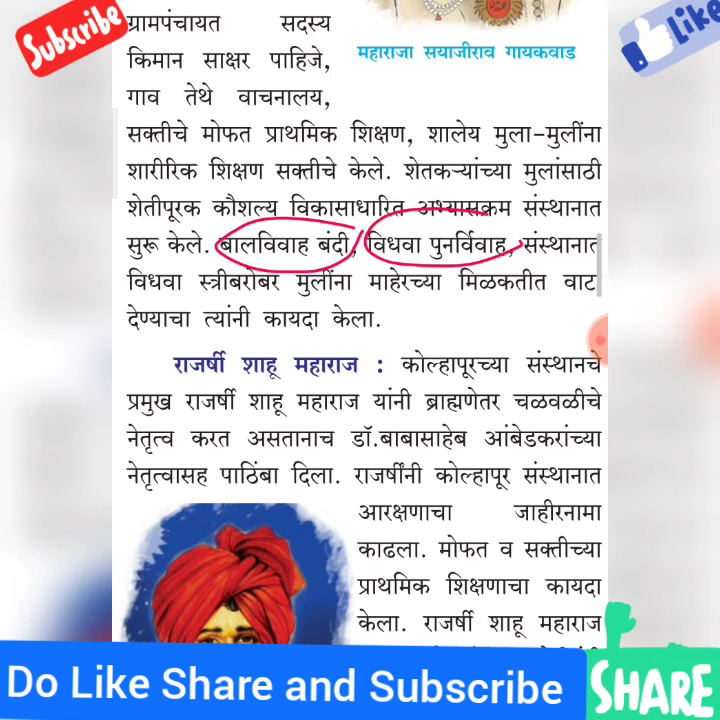 Subscribe
Like
ग्रामपंचायत सदस्य
किमान साक्षर पाहिजे,
महाराजा सयाजीराव गायकवाड
गाव तेथे वाचनालय,
सक्तीचे मोफत प्राथमिक शिक्षण, शालेय मुला-मुलींना
शारीरिक शिक्षण सक्तीचे केले. शेतकऱ्यांच्या मुलांसाठी
शेतीपूरक कौशल्य विकासाधारित अभ्यासक्रम संस्थानात
सुरू केले. बालविवाह बंदी, विधवा पुनर्विवाह, संस्थानात
विधवा स्त्रीबरोबर मुलींना माहेरच्या मिळकतीत वाटा
देण्याचा त्यांनी कायदा केला.
राजर्षी शाहू महाराज : कोल्हापूरच्या संस्थानचे
प्रमुख राजर्षी शाहू महाराज यांनी ब्राह्मणेतर चळवळीचे
नेतृत्व करत असतानाच डॉ.बाबासाहेब आंबेडकरांच्या
नेतृत्वासह पाठिंबा दिला. राजर्षींनी कोल्हापूर संस्थानात
आरक्षणाचा जाहीरनामा
काढला. मोफत व सक्तीच्या
प्राथमिक शिक्षणाचा कायदा
केला. राजर्षी शाहू महाराज
Do Like Share and Subscribe
SHARE